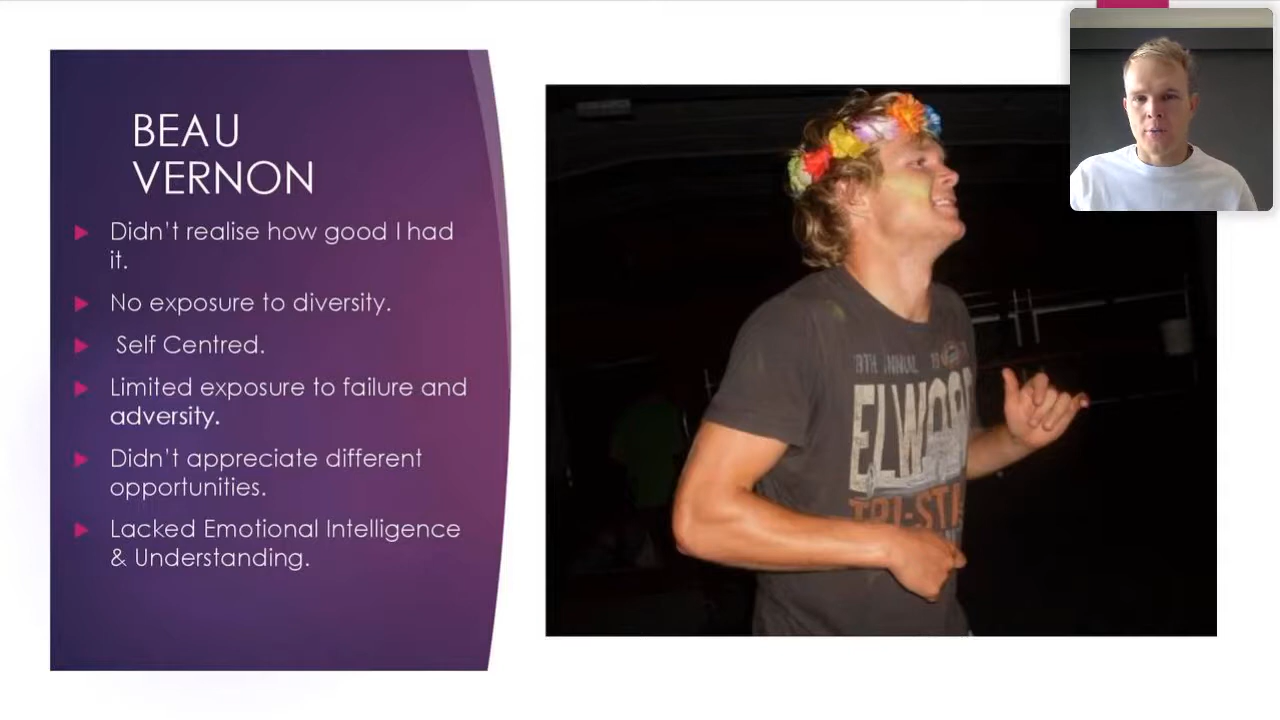 BEAU
VERNON
Didn't realise how good I had
it.
No exposure to diversity.
Self Centred.
Limited exposure to failure and
adversity.
Didn't appreciate different
opportunities.
Lacked Emotional Intelligence
& Understanding.
ANNUAL
TRI-STA